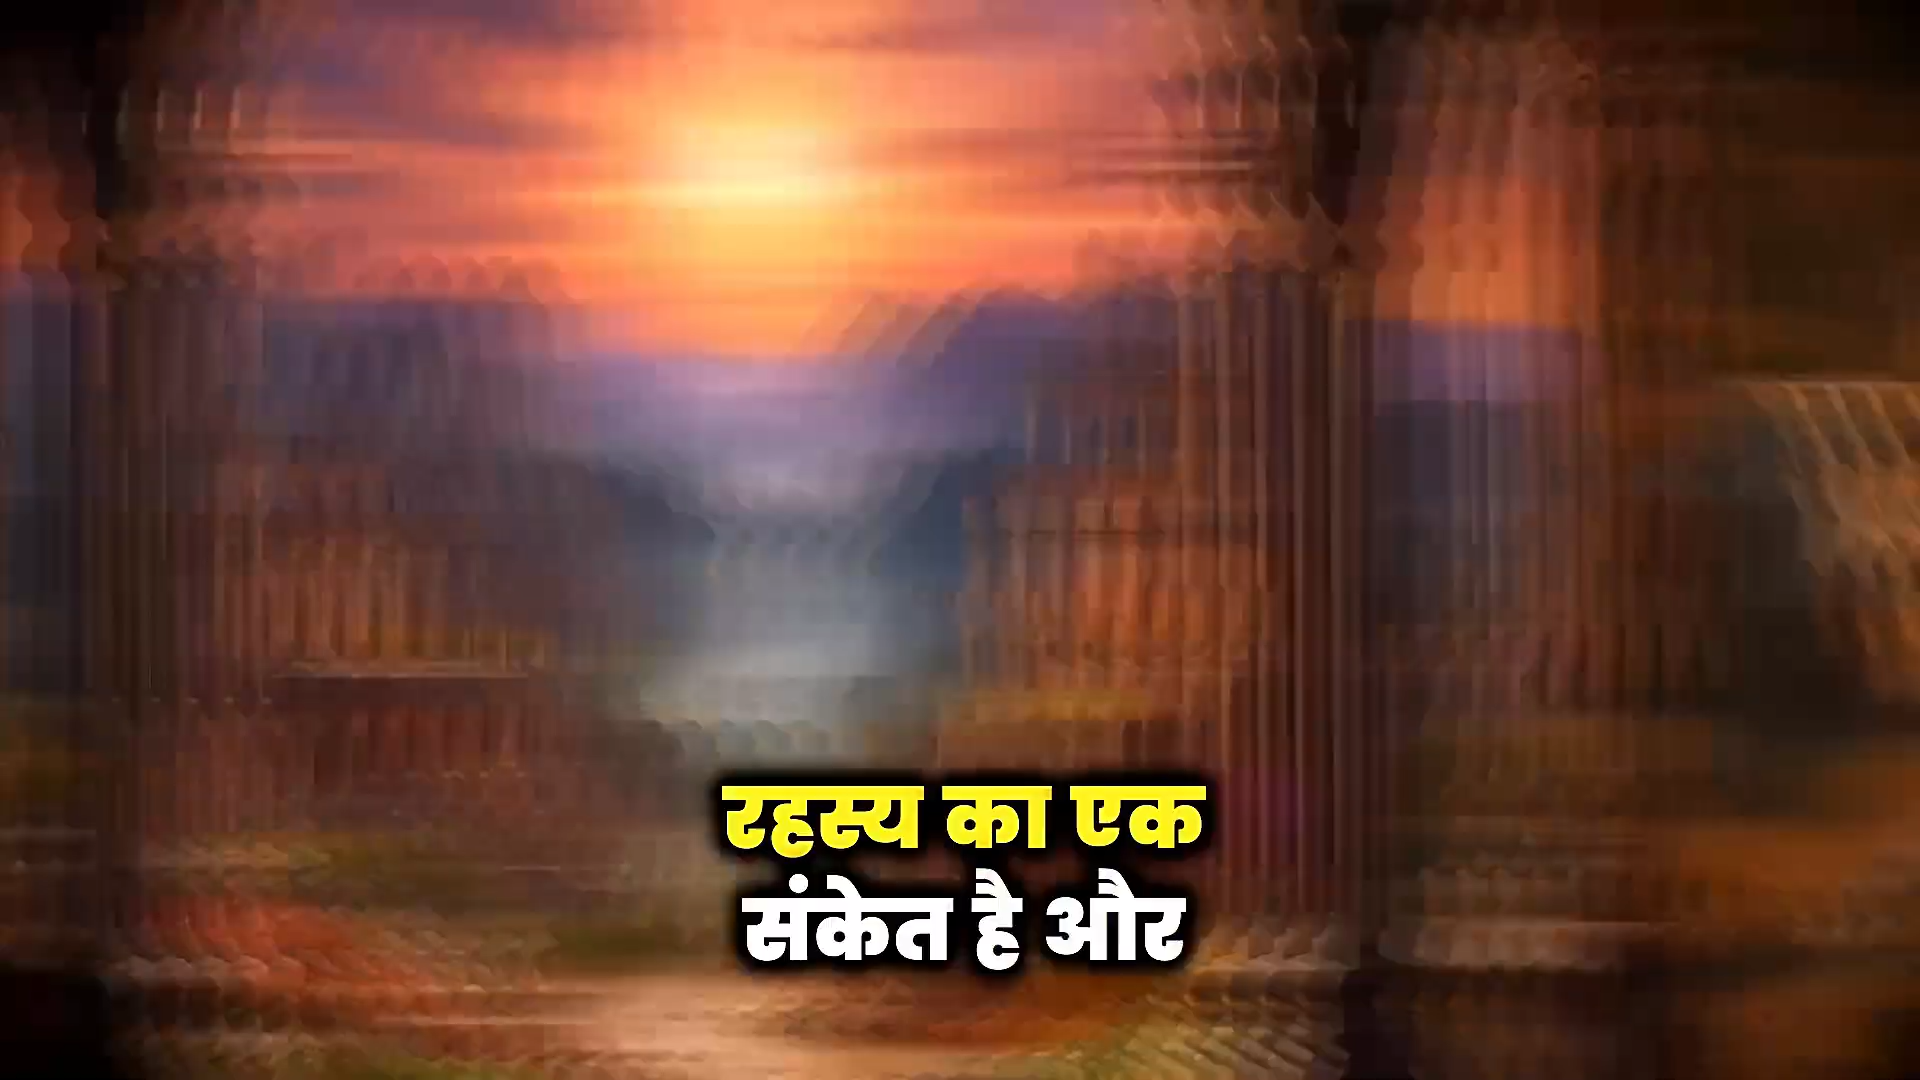 रहस्य का एक
संकेत है और